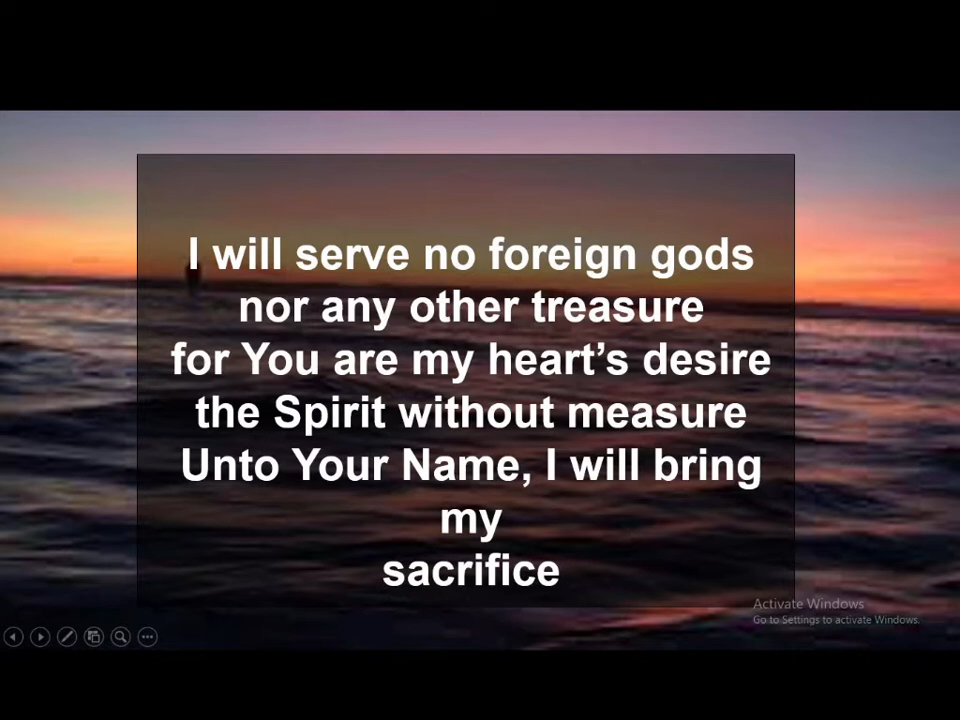 I will serve no foreign gods
nor any other treasure
for You are my heart’s desire
the Spirit without measure
Unto Your Name, I will bring
my
sacrifice
Activate Windows
Go to Settings to activate Windows.